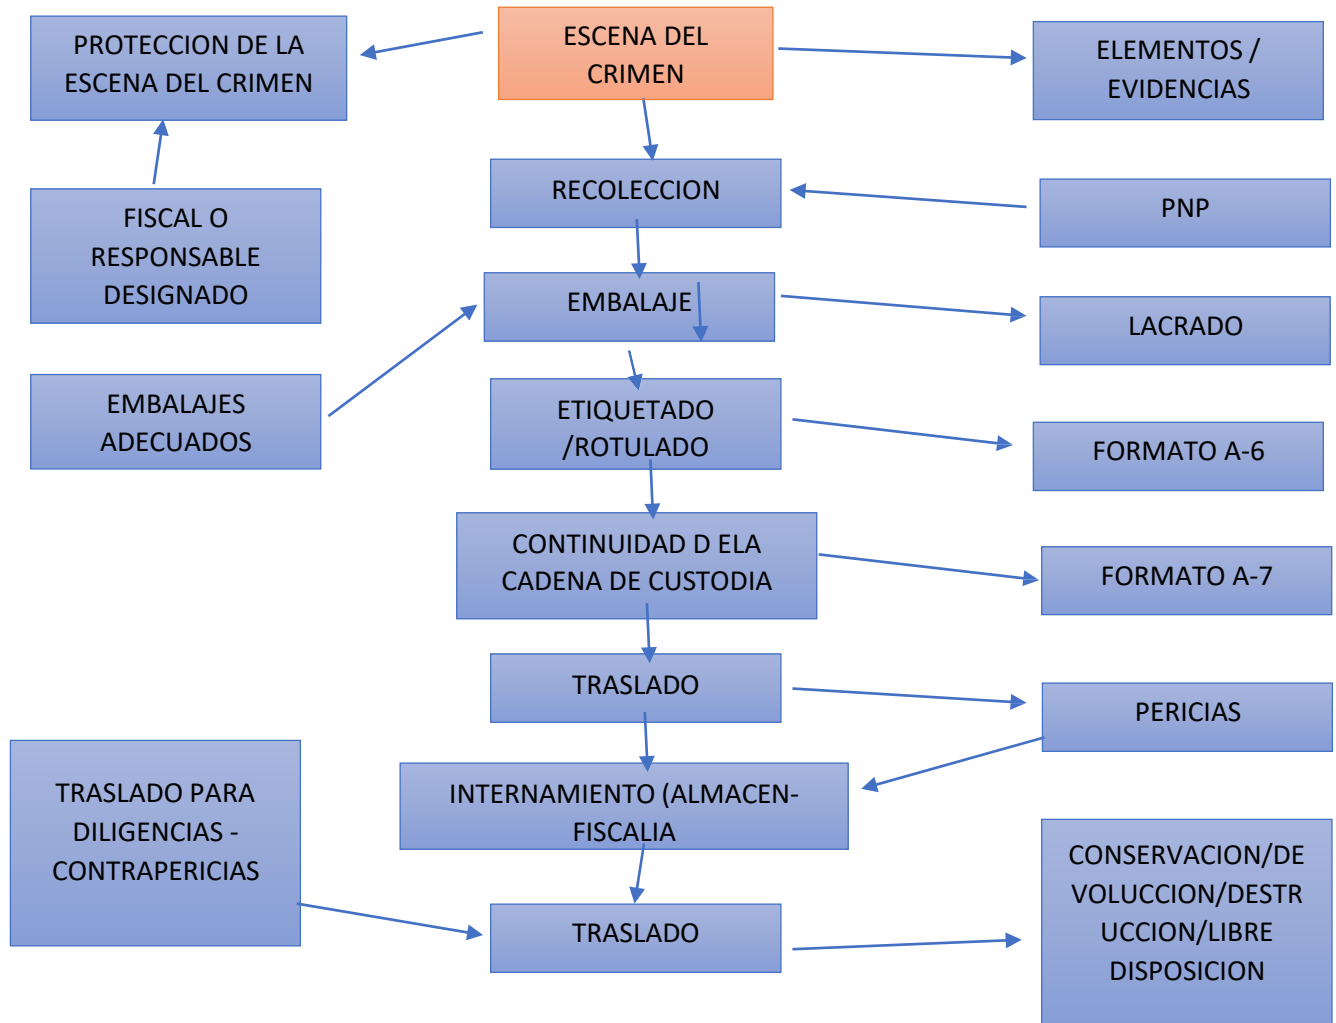 PROTECCION DE LA
ESCENA DEL CRIMEN
ESCENA DEL
CRIMEN
ELEMENTOS /
EVIDENCIAS
RECOLECCION
PNP
FISCAL O
RESPONSABLE
DESIGNADO
EMBALAJE
LACRADO
EMBALAJES
ADECUADOS
ETIQUETADO
/ROTULADO
FORMATO A-6
CONTINUIDAD D ELA
CADENA DE CUSTODIA
FORMATO A-7
TRASLADO
PERICIAS
TRASLADO PARA
DILIGENCIAS -
CONTRAPERICIAS
INTERNAMIENTO (ALMACEN-
FISCALIA
CONSERVACION/DE
VOLUCCION/DESTR
UCCION/LIBRE
DISPOSICION
TRASLADO